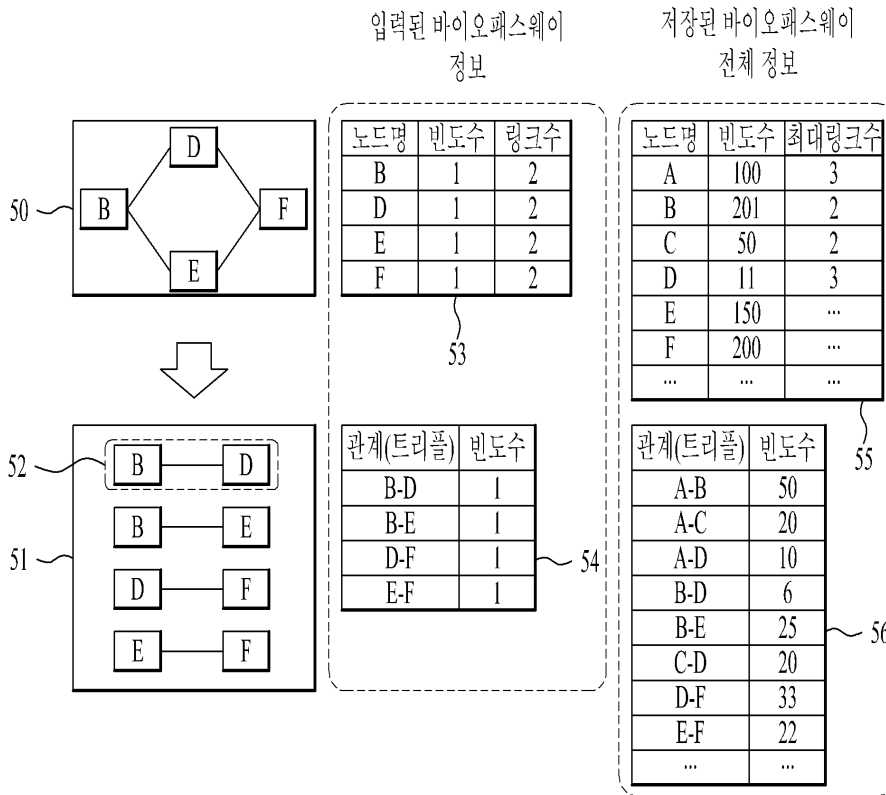 입력된 바이오패스웨이
정보
저장된 바이오패스웨이
전체 정보
50
B
D
E
F
노드명 빈도수 링크수
B 1 2
D 1 2
E 1 2
F 1 2
53
노드명 빈도수 최대링크수
A 100 3
B 201 2
C 50 2
D 11 3
E 150 ...
F 200 ...
... ... ...
55
52
51
B D
B E
D F
E F
관계(트리플) 빈도수
B-D 1
B-E 1
D-F 1
E-F 1
54
관계(트리플) 빈도수
A-B 50
A-C 20
A-D 10
B-D 6
B-E 25
C-D 20
D-F 33
E-F 22
... ...
56